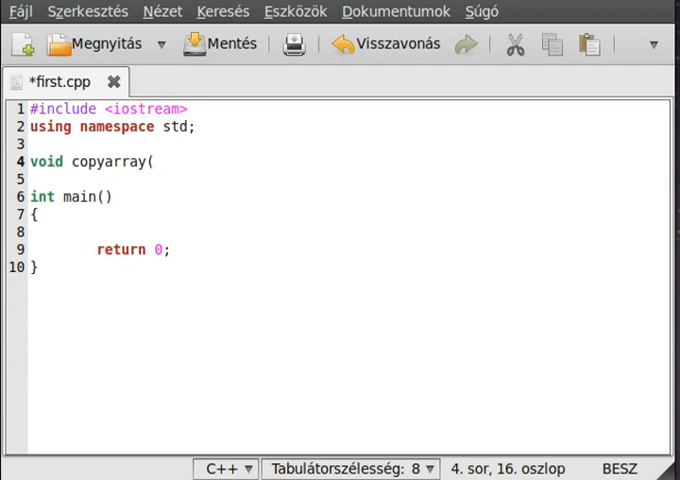 Fájl Szerkesztés Nézet Keresés Eszközök Dokumentumok Súgó
Megnyitás Mentés Visszavonás
*first.cpp
1 #include <iostream>
2 using namespace std;
3
4 void copyarray(
5
6 int main()
7 {
8
9 return 0;
10 }
C++ Tabulátorszélesség: 8 4. sor, 16. oszlop BESZ